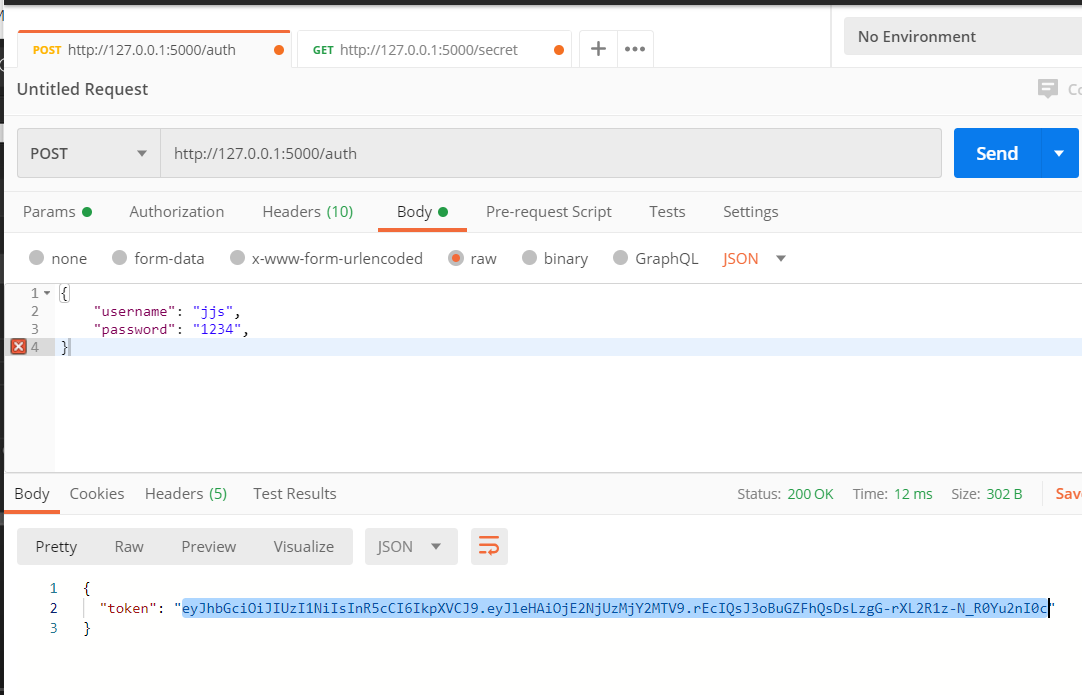 POST http://127.0.0.1:5000/auth GET http://127.0.0.1:5000/secret + ••• No Environment
Untitled Request
POST http://127.0.0.1:5000/auth Send
Params Authorization Headers (10) Body Pre-request Script Tests Settings
none form-data x-www-form-urlencoded raw binary GraphQL JSON
1 {
2 "username": "jjs",
3 "password": "1234",
4 }
Body Cookies Headers (5) Test Results Status: 200 OK Time: 12 ms Size: 302 B
Pretty Raw Preview Visualize JSON
1 {
2 "token": "eyJhbGciOiJIUzI1NiIsInR5cCI6IkpXVCJ9.eyJleHAiOjE2NjUzMjY2MTV9.rEcIQsJ3oBuGZFhQsDsLzgG-rXL2R1z-N_R0Yu2nI0c"
3 }